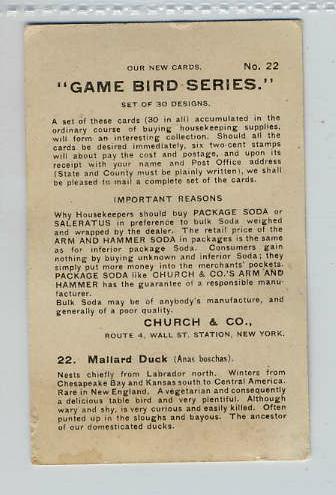 OUR NEW CARDS. No. 22
"GAME BIRD SERIES."
SET OF 30 DESIGNS.
A set of these cards (30 in all) accumulated in the
ordinary course of buying housekeeping supplies,
will form an interesting collection. Should all the
cards be desired immediately, six two-cent stamps
will about pay the cost and postage, and upon its
receipt with your name and Post Office address
(State and County must be plainly written), we shall
be pleased to mail a complete set of the cards.
IMPORTANT REASONS
Why Housekeepers should buy PACKAGE SODA or
SALERATUS in preference to bulk Soda weighed
and wrapped by the dealer. The retail price of the
ARM AND HAMMER SODA in packages is the same
as for inferior package Soda. Consumers gain
nothing by buying unknown and inferior Soda; they
simply put more money into the merchants' pockets.
PACKAGE SODA like CHURCH & CO.'S ARM AND
HAMMER has the guarantee of a responsible manu-
facturer.
Bulk Soda may be of anybody's manufacture, and
generally of a poor quality.
CHURCH & CO.,
ROUTE 4, WALL ST. STATION, NEW YORK.
22. Mallard Duck (Anas boschas).
Nests chiefly from Labrador north. Winters from
Chesapeake Bay and Kansas south to Central America.
Rare in New England. A vegetarian and consequently
a delicious table bird and very plentiful. Although
wary and shy, is very curious and easily killed. Often
punted up in the sloughs and bayous. The ancestor
of our domesticated ducks.